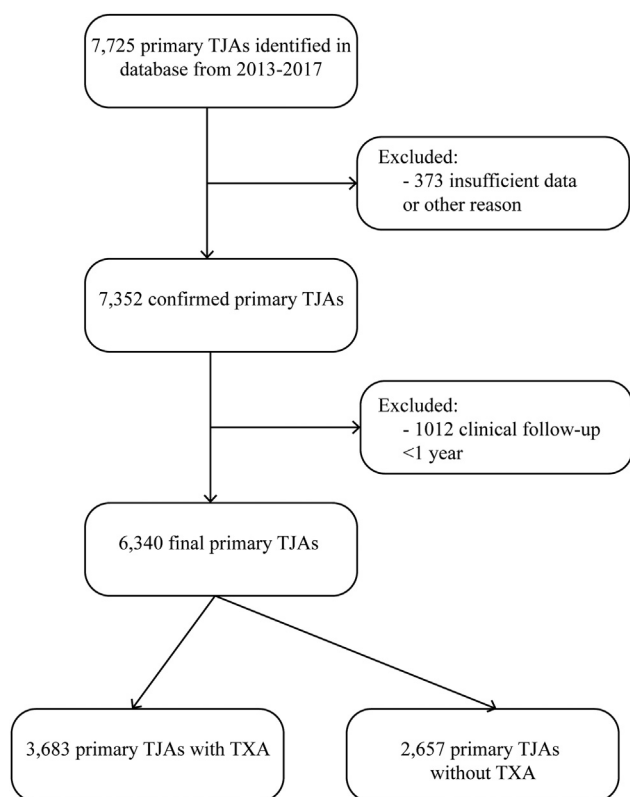 7,725 primary TJAs identified in
database from 2013-2017
Excluded:
- 373 insufficient data
or other reason
7,352 confirmed primary TJAs
Excluded:
- 1012 clinical follow-up
<1 year
6,340 final primary TJAs
3,683 primary TJAs with TXA
2,657 primary TJAs
without TXA